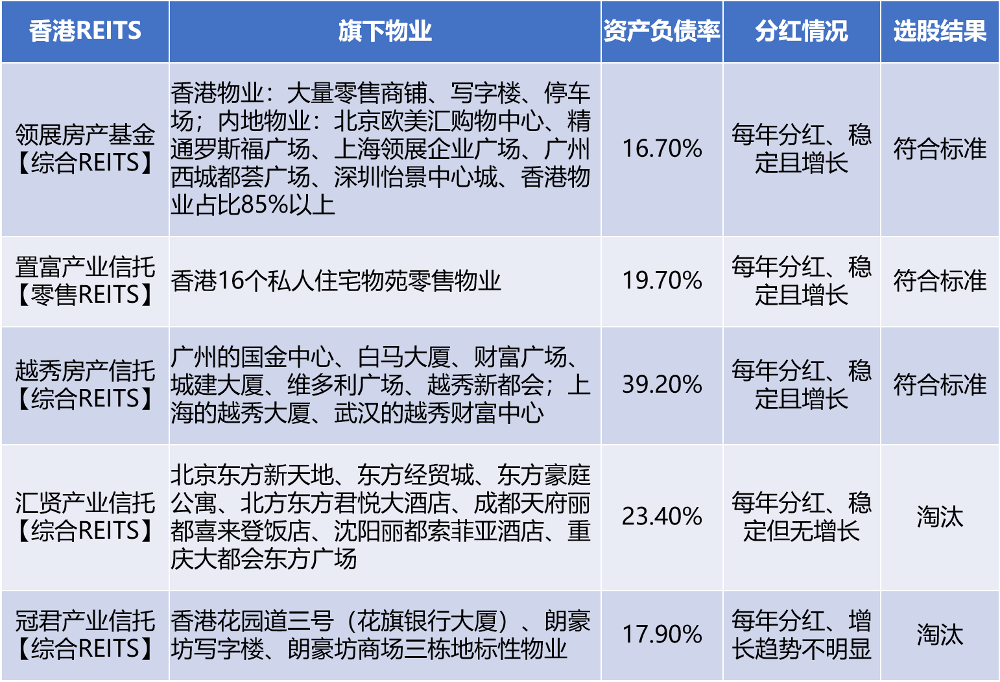 香港REITS
旗下物业
资产负债率
分红情况
选股结果
领展房产基金
【综合REITS】
香港物业：大量零售商铺、写字楼、停车
场；内地物业：北京欧美汇购物中心、精
通罗斯福广场、上海领展企业广场、广州
西城都荟广场、深圳怡景中心城、香港物
业占比85%以上
16.70%
每年分红、稳
定且增长
符合标准
置富产业信托
【零售REITS】
香港16个私人住宅物苑零售物业
19.70%
每年分红、稳
定且增长
符合标准
越秀房产信托
【综合REITS】
广州的国金中心、白马大厦、财富广场、
城建大厦、维多利广场、越秀新都会；上
海的越秀大厦、武汉的越秀财富中心
39.20%
每年分红、稳
定且增长
符合标准
汇贤产业信托
【综合REITS】
北京东方新天地、东方经贸城、东方豪庭
公寓、北方东方君悦大酒店、成都天府丽
都喜来登饭店、沈阳丽都索菲亚酒店、重
庆大都会东方广场
23.40%
每年分红、稳
定但无增长
淘汰
冠君产业信托
【综合REITS】
香港花园道三号（花旗银行大厦）、朗豪
坊写字楼、朗豪坊商场三栋地标性物业
17.90%
每年分红、增
长趋势不明显
淘汰